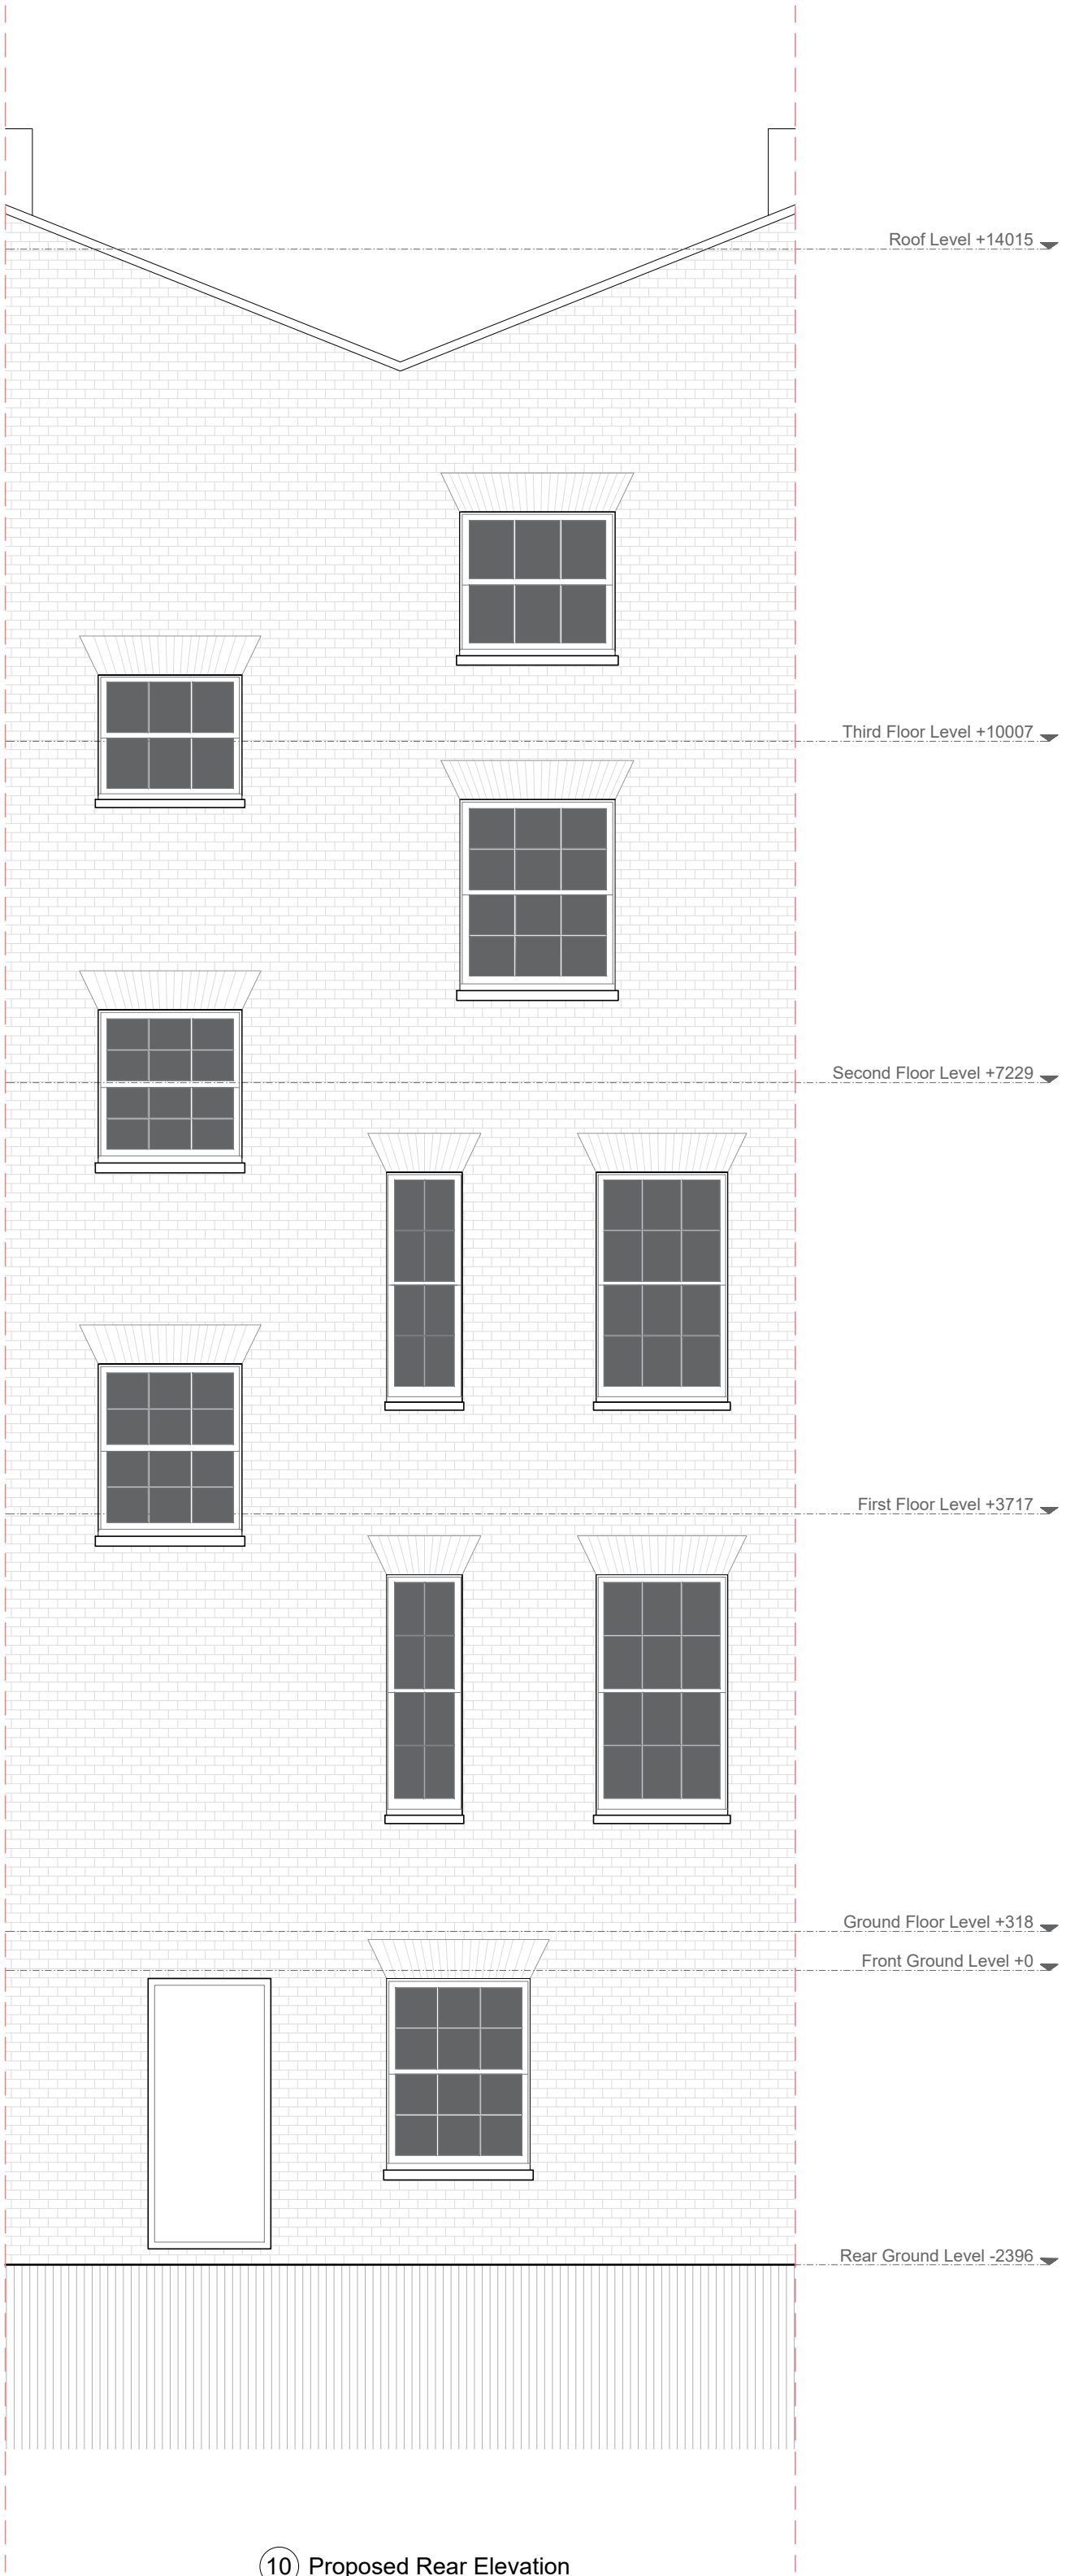 Roof Level +14015
Third Floor Level +10007
Second Floor Level +7229
First Floor Level +3717
Ground Floor Level +318
Front Ground Level +0
Rear Ground Level -2396
10 Proposed Rear Elevation